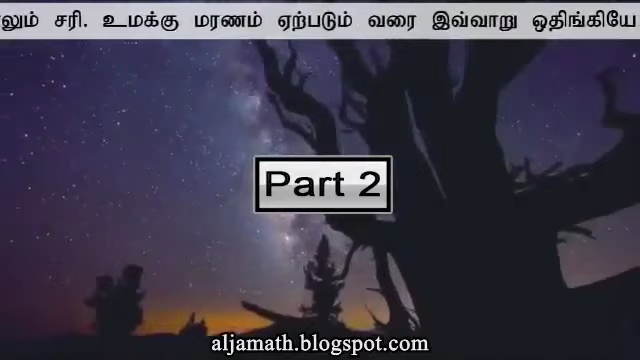 சரி. உமக்கு மரணம் ஏற்படும் வரை இவ்வாறு ஒதிங்கியே
Part 2
aljamath.blogspot.com